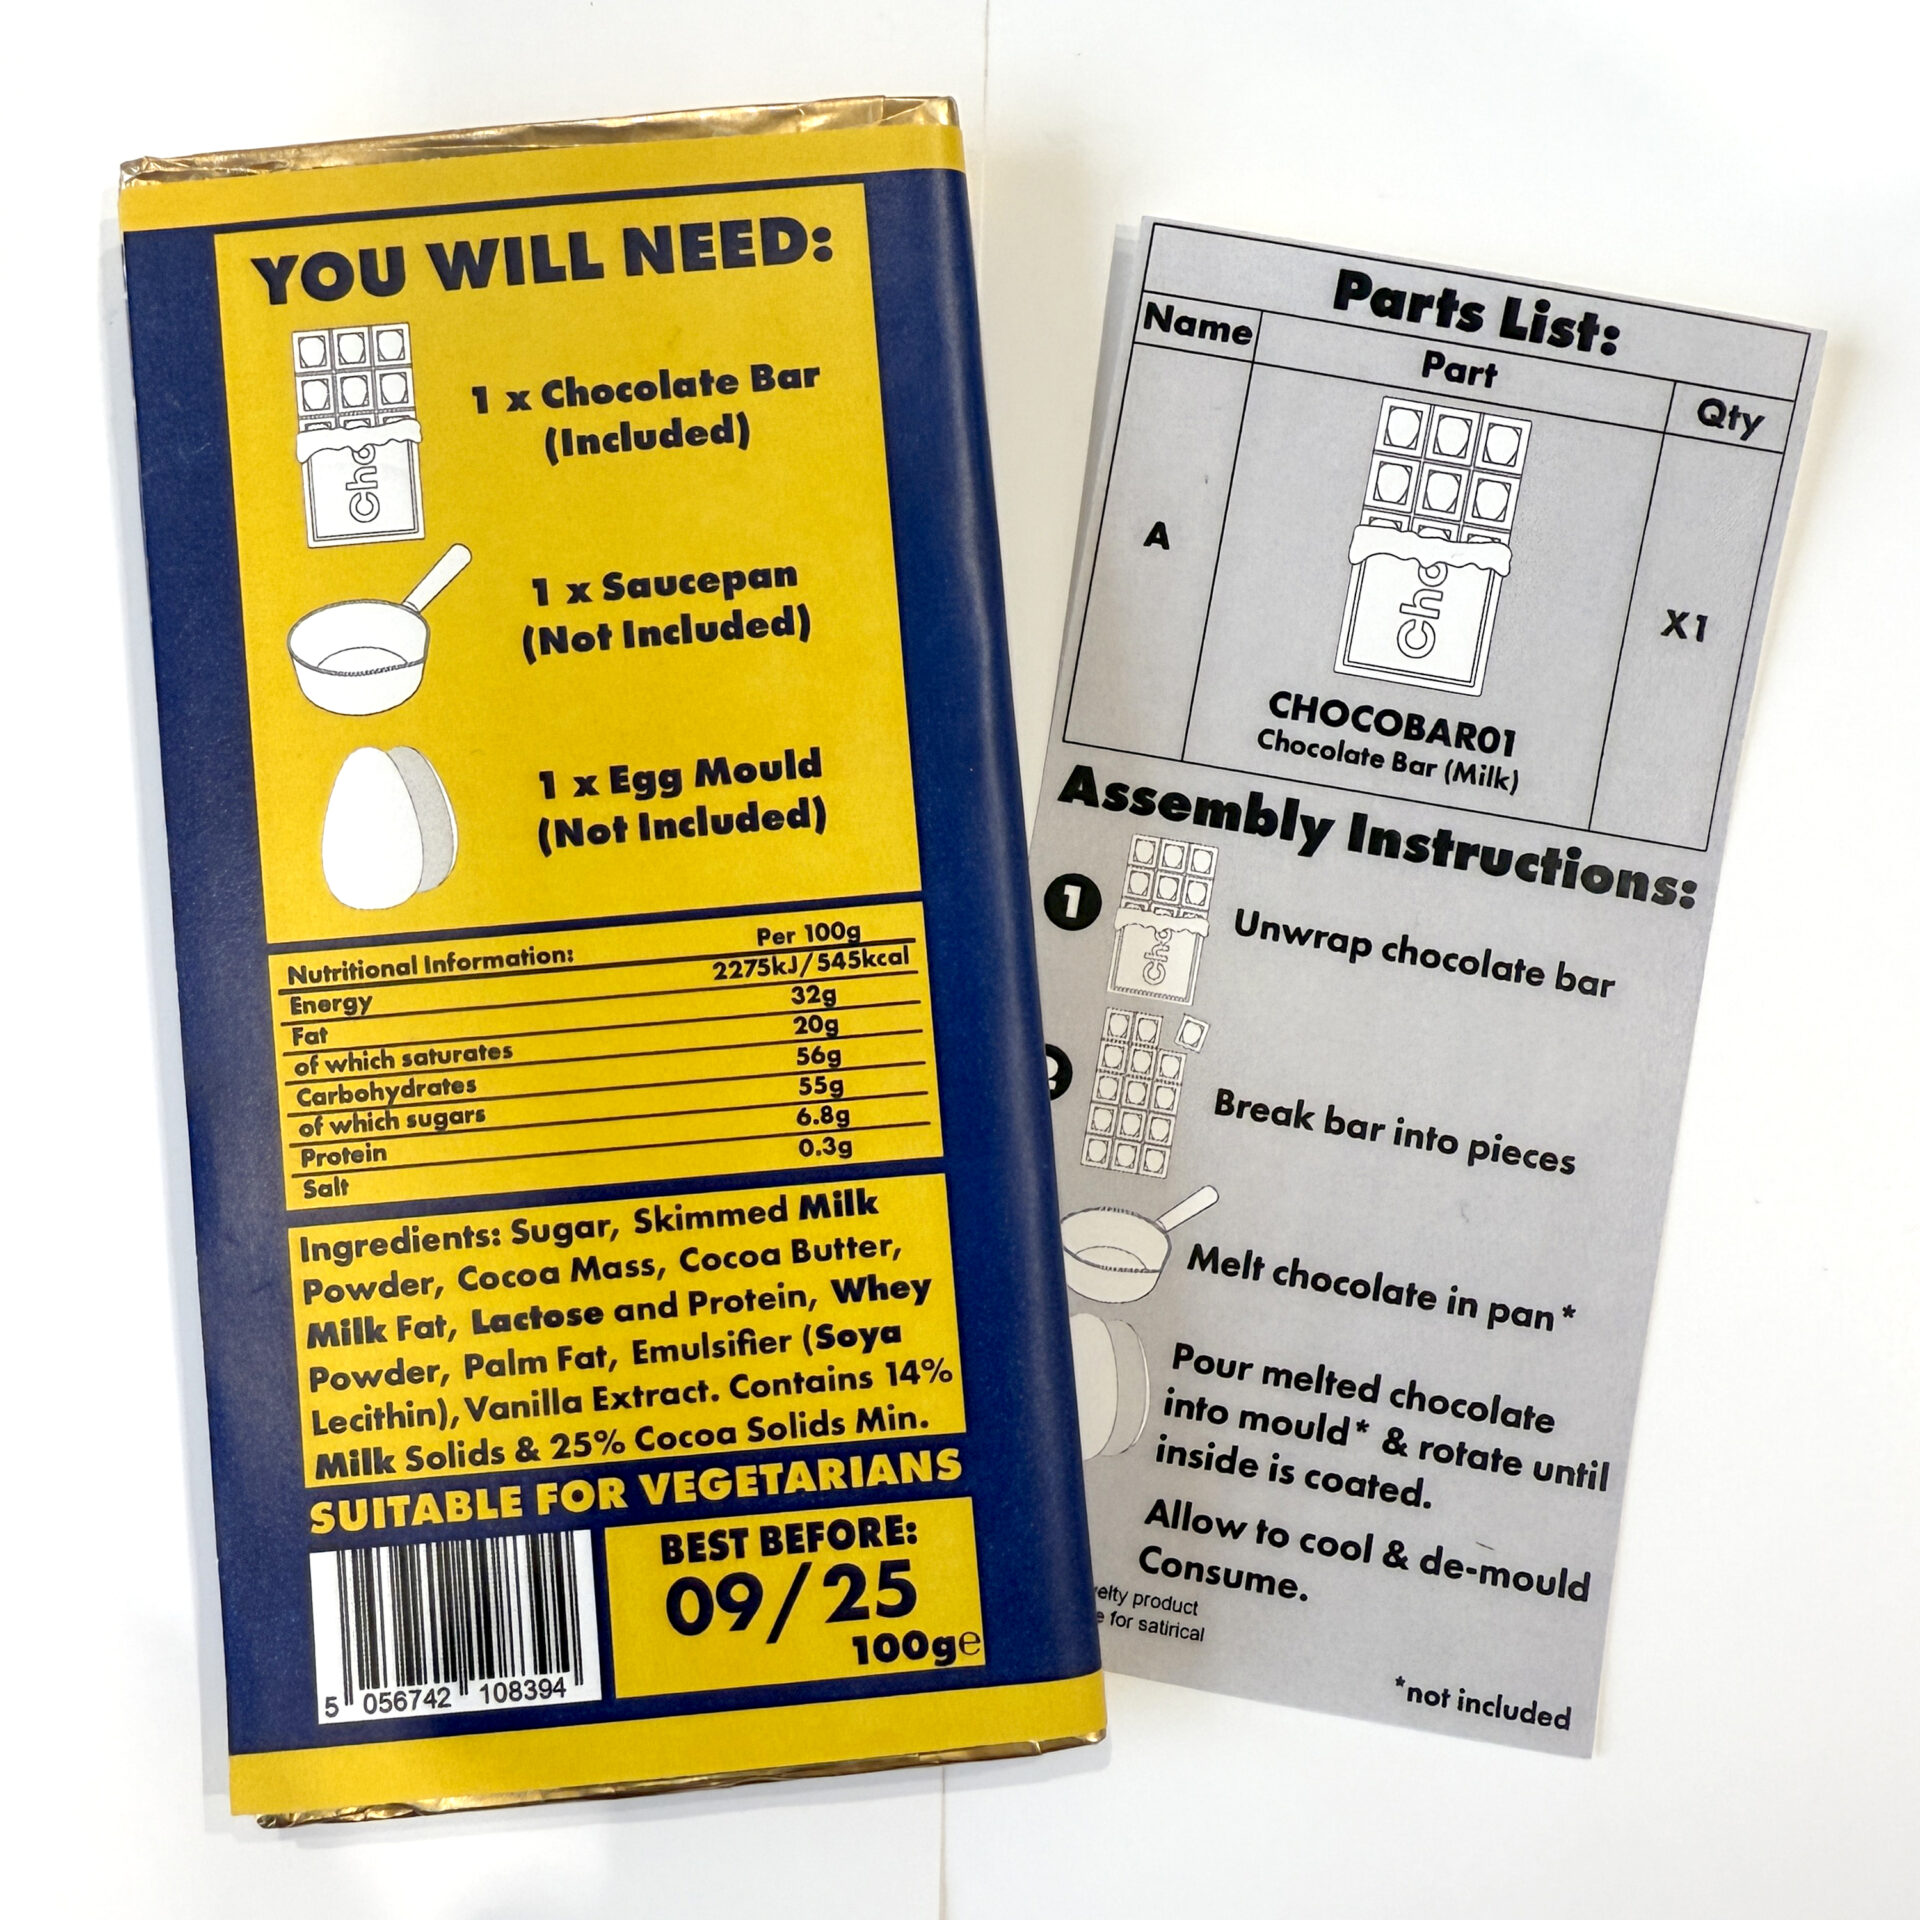 YOU WILL NEED:
Cho
1 x Chocolate Bar
(Included)
1 x Saucepan
(Not Included)
1 x Egg Mould
(Not Included)
Nutritional Information: Per 100g
Energy 2275kJ/545kcal
Fat 32g
of which saturates 20g
Carbohydrates 56g
of which sugars 55g
Protein 6.8g
Salt 0.3g
Ingredients: Sugar, Skimmed Milk
Powder, Cocoa Mass, Cocoa Butter,
Milk Fat, Lactose and Protein, Whey
Powder, Palm Fat, Emulsifier (Soya
Lecithin), Vanilla Extract. Contains 14%
Milk Solids & 25% Cocoa Solids Min.
SUITABLE FOR VEGETARIANS
BEST BEFORE:
09/25
100g℮
5 056742 108394
Parts List:
Name Part Qty
A Cho X1
CHOCOBAR01
Chocolate Bar (Milk)
Assembly Instructions:
1 Cho Unwrap chocolate bar
2 Break bar into pieces
Melt chocolate in pan*
Pour melted chocolate
into mould* & rotate until
inside is coated.
Allow to cool & de-mould
Consume.
product
for satirical
*not included